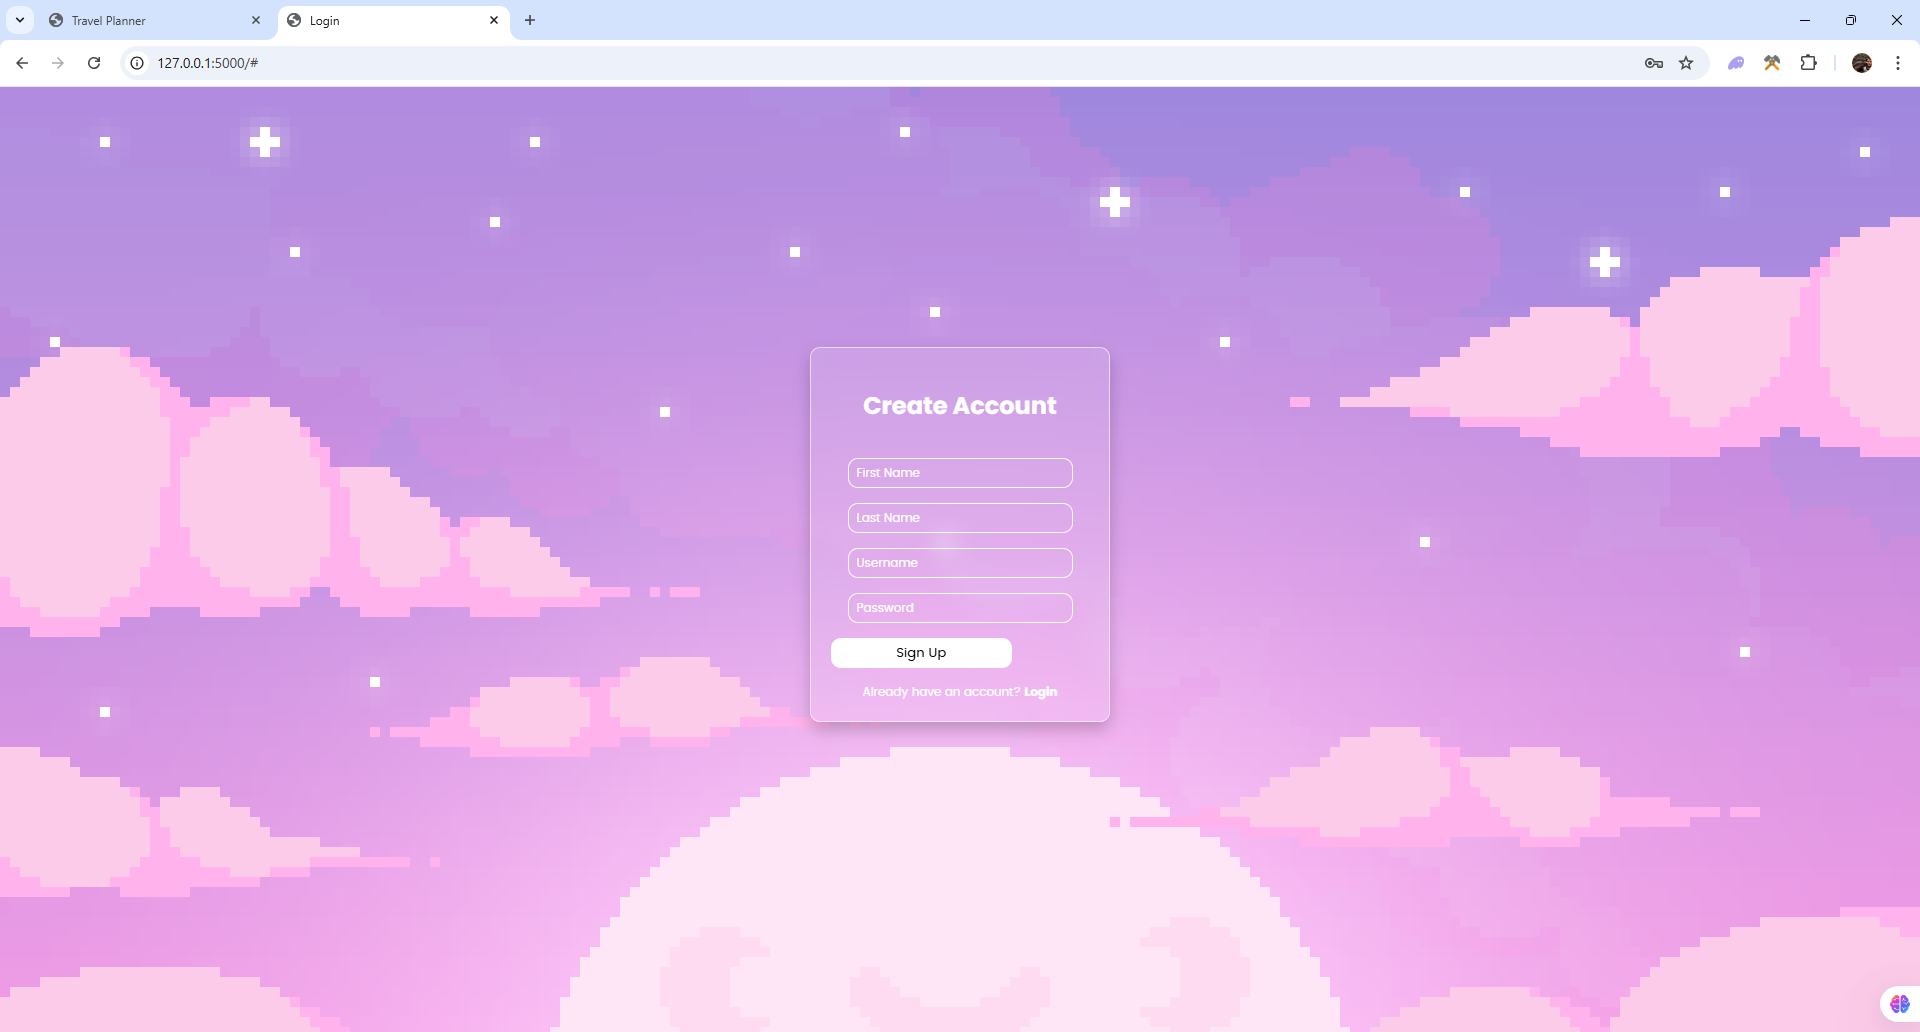 Travel Planner
Login
127.0.0.1:5000/#
Create Account
First Name
Last Name
Username
Password
Sign Up
Already have an account? Login